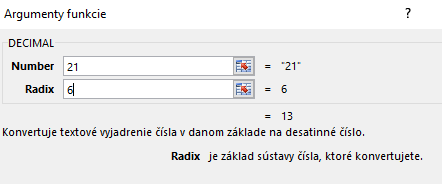 Argumenty funkcie ?
DECIMAL
Number 21 = "21"
Radix 6 = 6
= 13
Konvertuje textové vyjadrenie čísla v danom základe na desatinné číslo.
Radix je základ sústavy čísla, ktoré konvertujete.